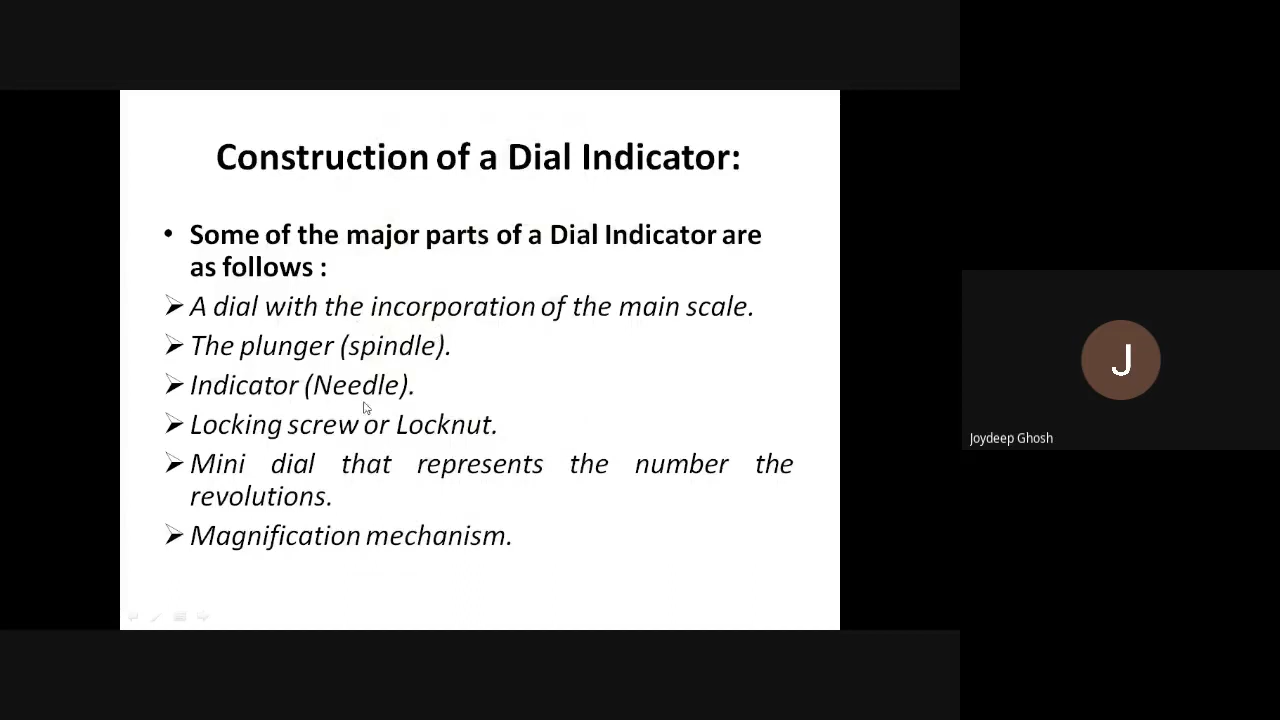 Construction of a Dial Indicator:
• Some of the major parts of a Dial Indicator are
as follows :
➢ A dial with the incorporation of the main scale.
➢ The plunger (spindle).
➢ Indicator (Needle).
➢ Locking screw or Locknut.
➢ Mini dial that represents the number the
revolutions.
➢ Magnification mechanism.
J
Joydeep Ghosh